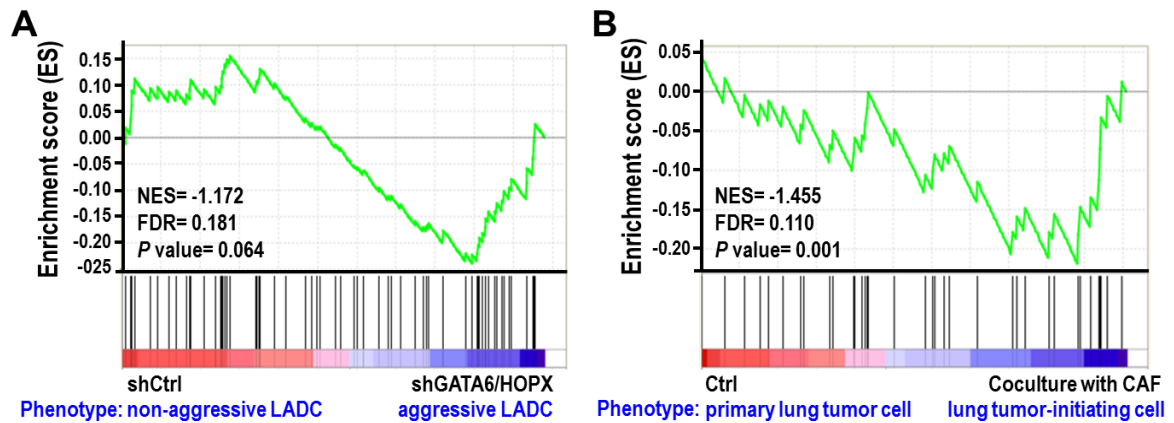 A
Enrichment score (ES)
0.15
0.10
0.05
0.00
-0.05
-0.10
-0.15
-0.20
-025
NES= -1.172
FDR= 0.181
P value= 0.064
shCtrl
shGATA6/HOPX
Phenotype: non-aggressive LADC
aggressive LADC
B
Enrichment score (ES)
0.05
0.00
-0.05
-0.10
-0.15
-0.20
NES= -1.455
FDR= 0.110
P value= 0.001
Ctrl
Coculture with CAF
Phenotype: primary lung tumor cell
lung tumor-initiating cell